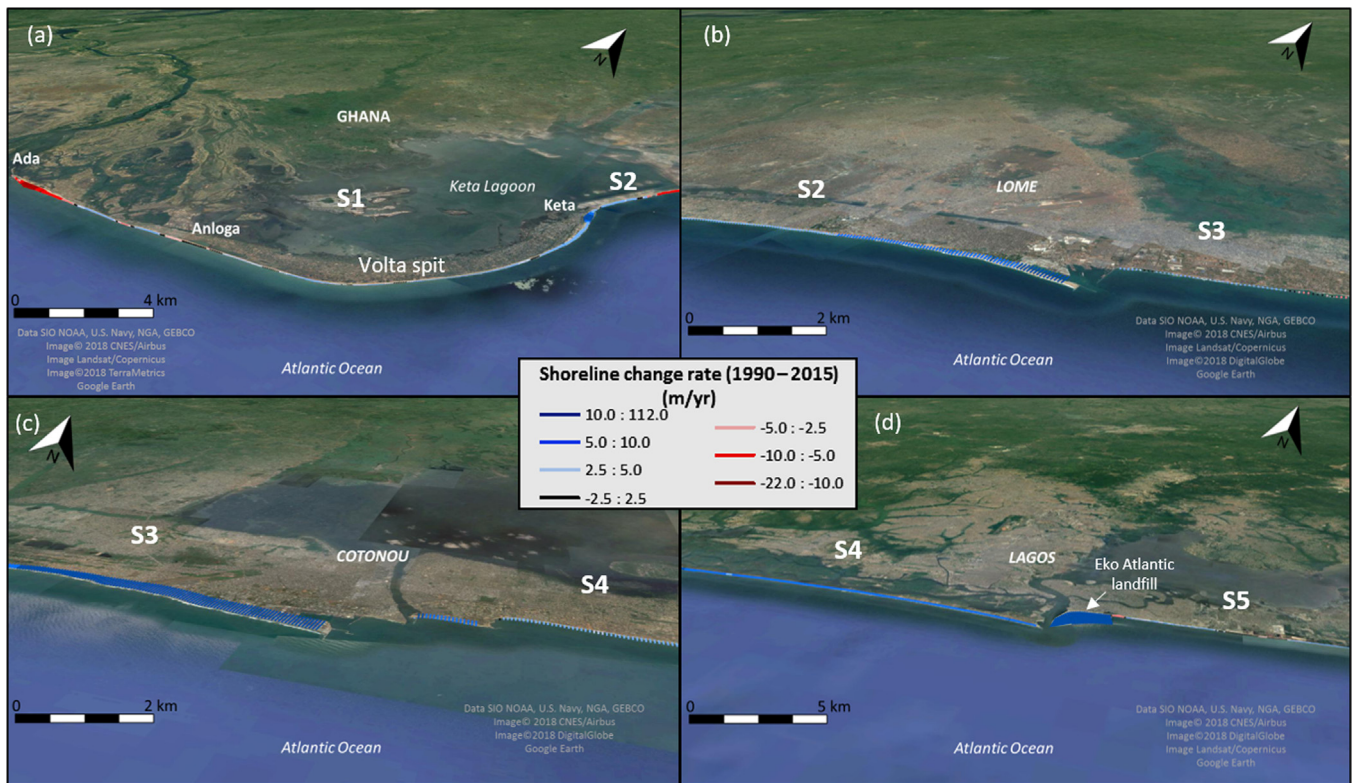 (a)
N
GHANA
Ada
S1
Keta Lagoon
S2
Keta
Anloga
Volta spit
0 4 km
Data SIO NOAA, U.S. Navy, NGA, GEBCO
Image© 2018 CNES/Airbus
Image Landsat/Copernicus
Image©2018 TerraMetrics
Google Earth
Atlantic Ocean
(b)
N
S2
LOME
S3
0 2 km
Data SIO NOAA, U.S. Navy, NGA, GEBCO
Image© 2018 CNES/Airbus
Image Landsat/Copernicus
Image©2018 DigitalGlobe
Google Earth
Atlantic Ocean
Shoreline change rate (1990 – 2015)
(m/yr)
10.0 : 112.0
5.0 : 10.0
2.5 : 5.0
-2.5 : 2.5
-5.0 : -2.5
-10.0 : -5.0
-22.0 : -10.0
(c)
N
S3
COTONOU
S4
0 2 km
Data SIO NOAA, U.S. Navy, NGA, GEBCO
Image© 2018 CNES/Airbus
Image©2018 DigitalGlobe
Google Earth
Atlantic Ocean
(d)
N
S4
LAGOS
Eko Atlantic
landfill
S5
0 5 km
Data SIO NOAA, U.S. Navy, NGA, GEBCO
Image© 2018 CNES/Airbus
Image Landsat/Copernicus
Image©2018 DigitalGlobe
Google Earth
Atlantic Ocean